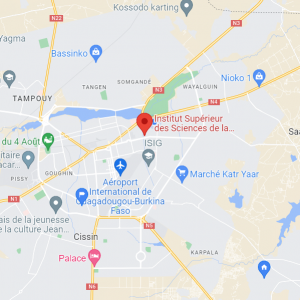 Kossodo karting
N22
Yagma
N3
Bassinko
SOMGANDÉ
TANGEN
WAYALGUIN
Nioko 1
TAMPOUY
Institut Supérieur
des Sciences de la...
Saa
du 4 Août
N4
ISIG
itaire
acar...
GOUGHIN
PISSY
N1
Marché Katr Yaar
Aéroport
International de
Ouagadougou-Burkina
Faso
ais de la jeunesse
e la culture Jean...
Cissin
N5
Palace
KARPALA
N6